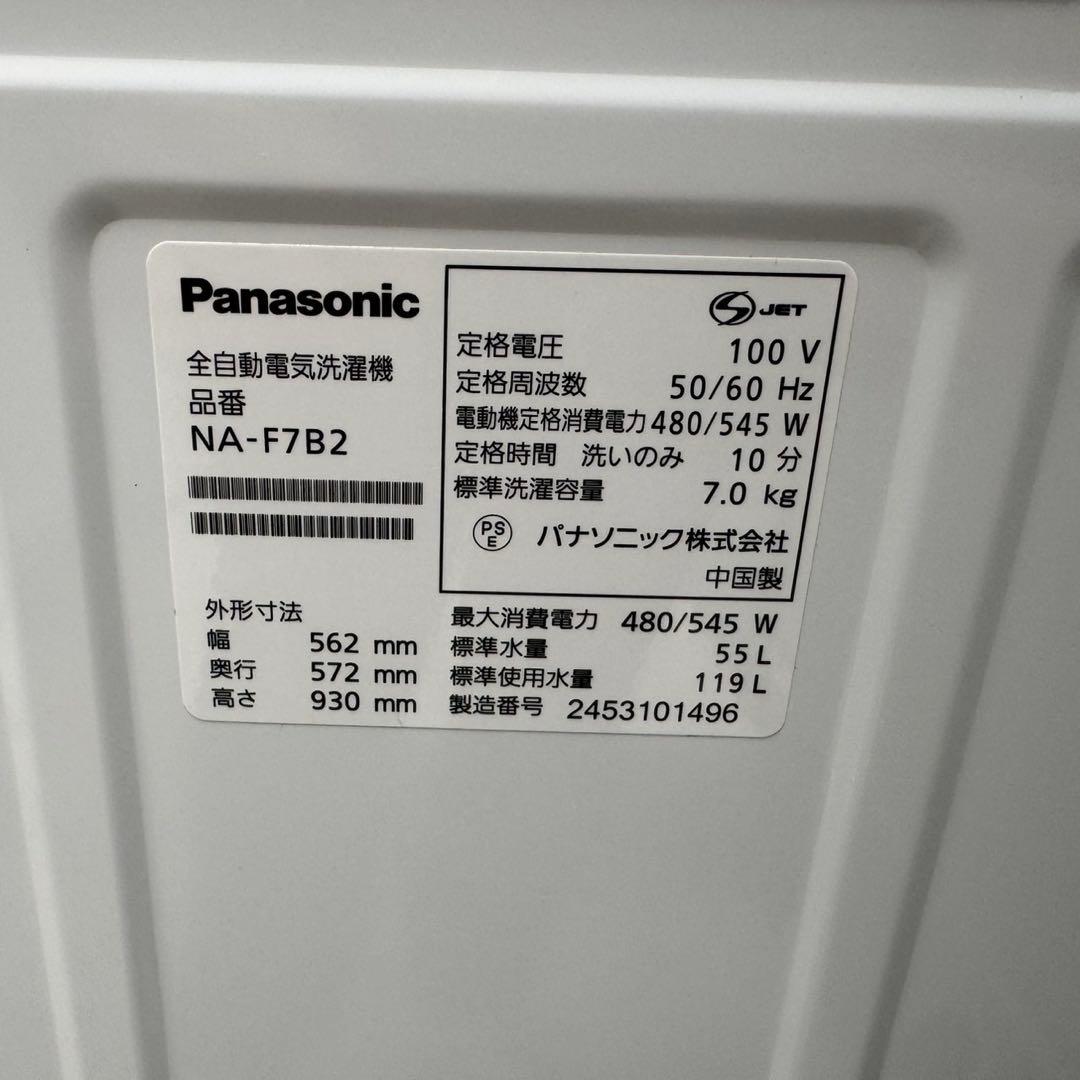 Panasonic
全自動電気洗濯機
品番
NA-F7B2
外形寸法
幅 562 mm
奥行 572 mm
高さ 930 mm
S JET
定格電圧 100 V
定格周波数 50/60 Hz
電動機定格消費電力 480/545 W
定格時間 洗いのみ 10 分
標準洗濯容量 7.0 kg
PS
E
パナソニック株式会社
中国製
最大消費電力 480/545 W
標準水量 55 L
標準使用水量 119 L
製造番号 2453101496